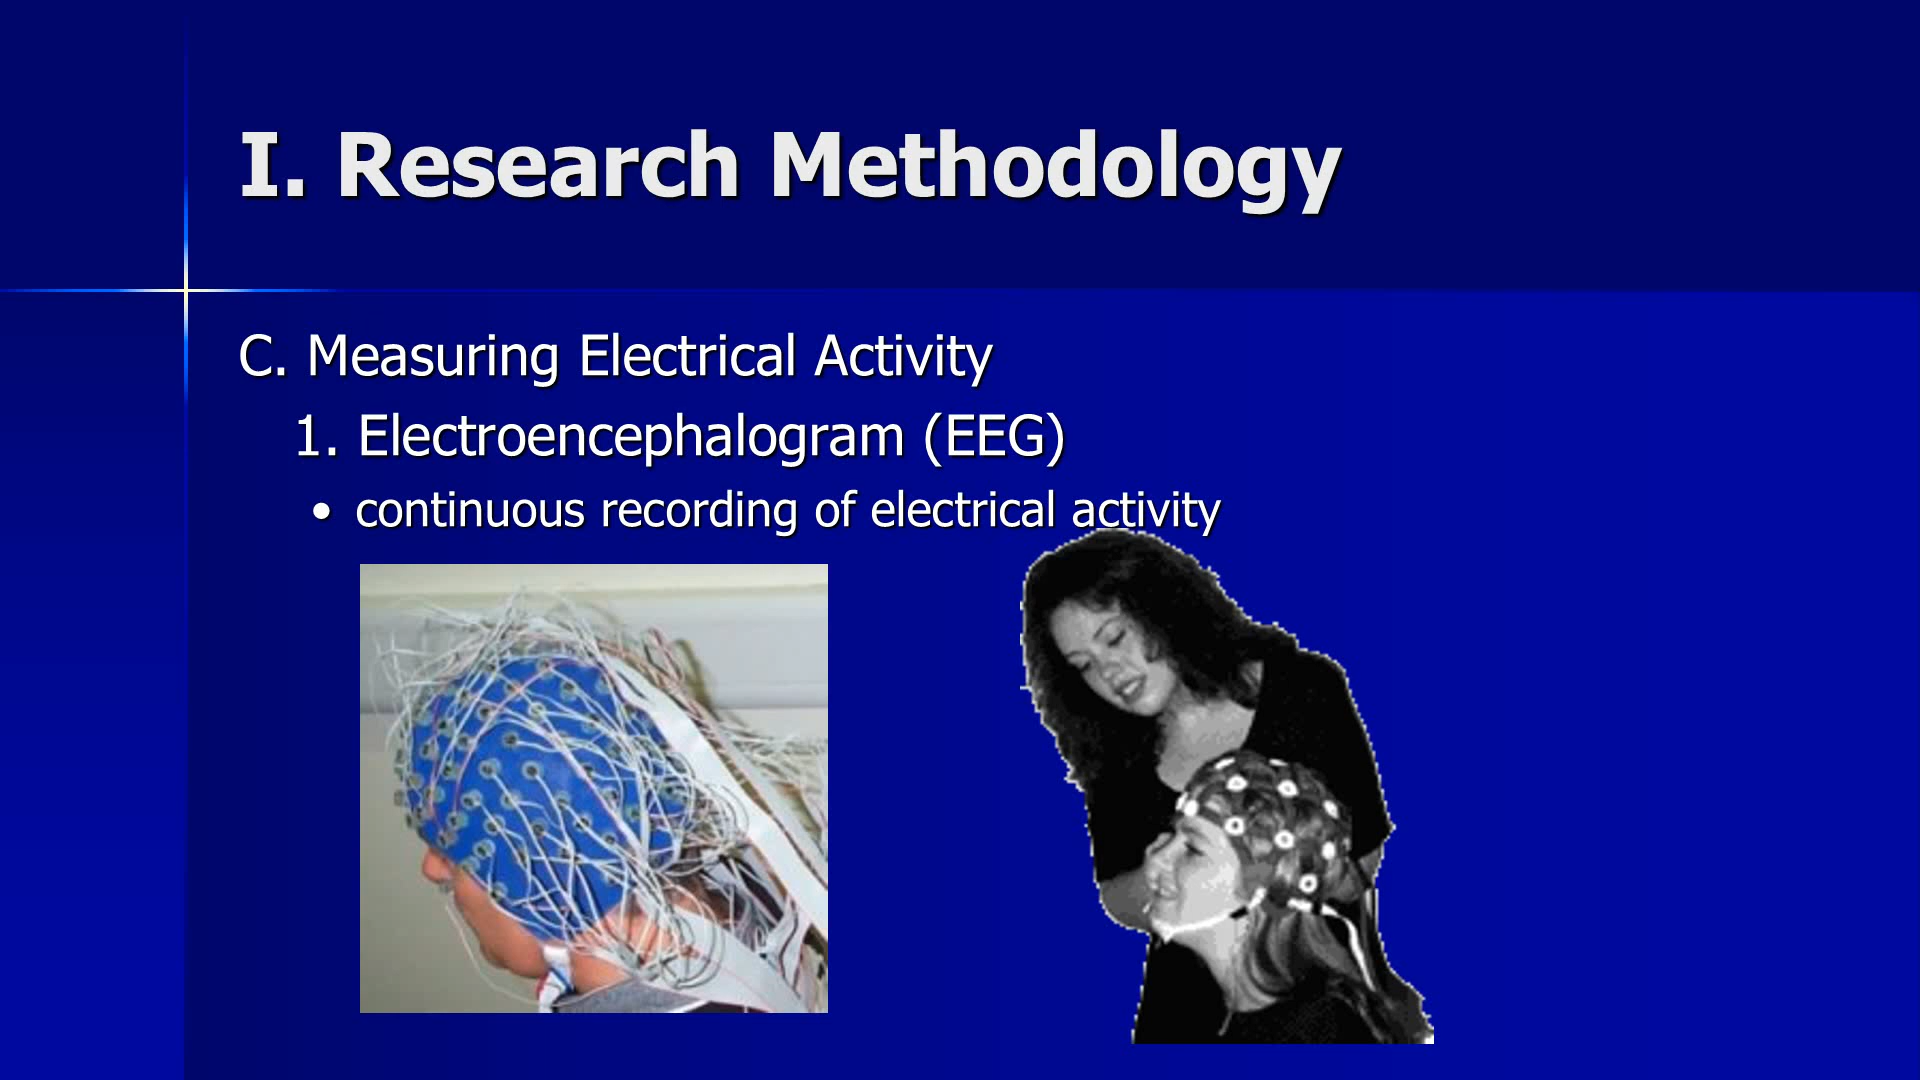 I. Research Methodology
C. Measuring Electrical Activity
1. Electroencephalogram (EEG)
• continuous recording of electrical activity